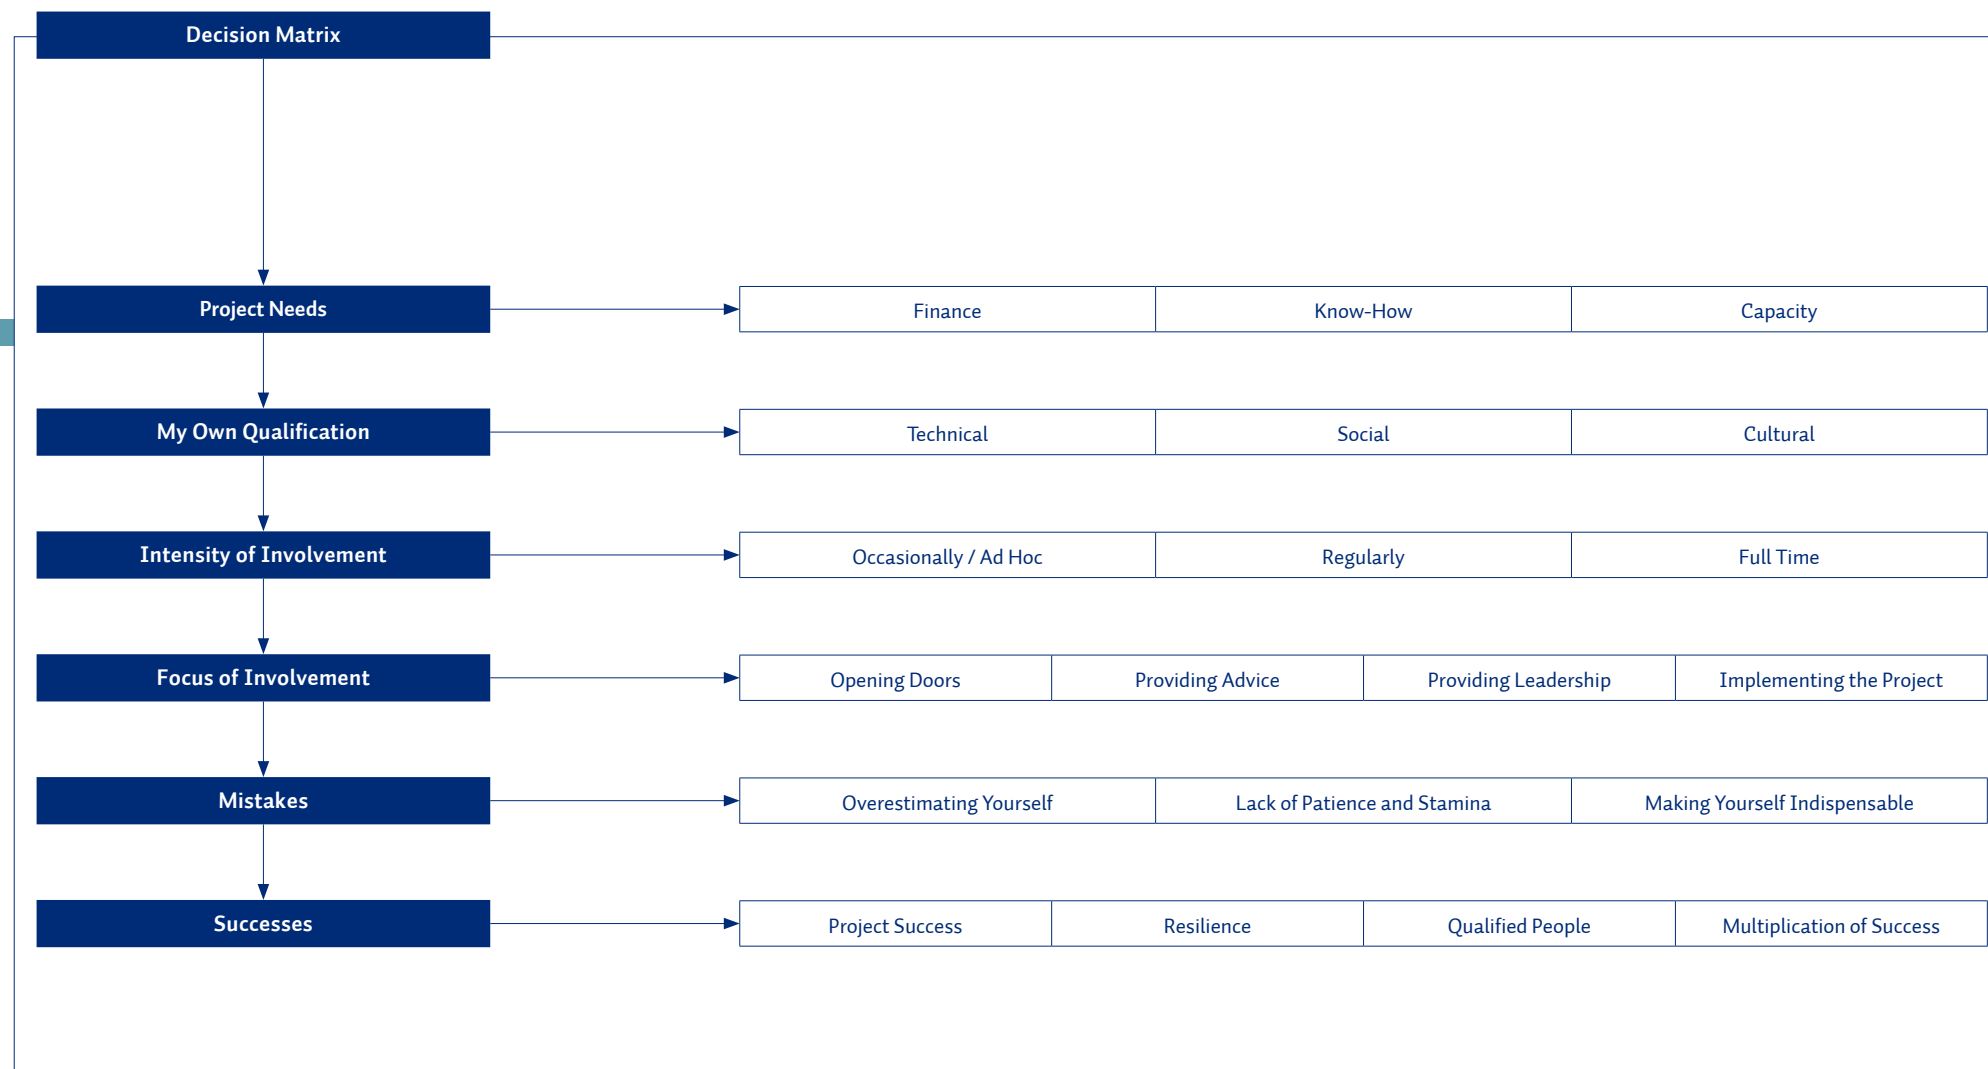 Decision Matrix
Project Needs
Finance
Know-How
Capacity
My Own Qualification
Technical
Social
Cultural
Intensity of Involvement
Occasionally / Ad Hoc
Regularly
Full Time
Focus of Involvement
Opening Doors
Providing Advice
Providing Leadership
Implementing the Project
Mistakes
Overestimating Yourself
Lack of Patience and Stamina
Making Yourself Indispensable
Successes
Project Success
Resilience
Qualified People
Multiplication of Success